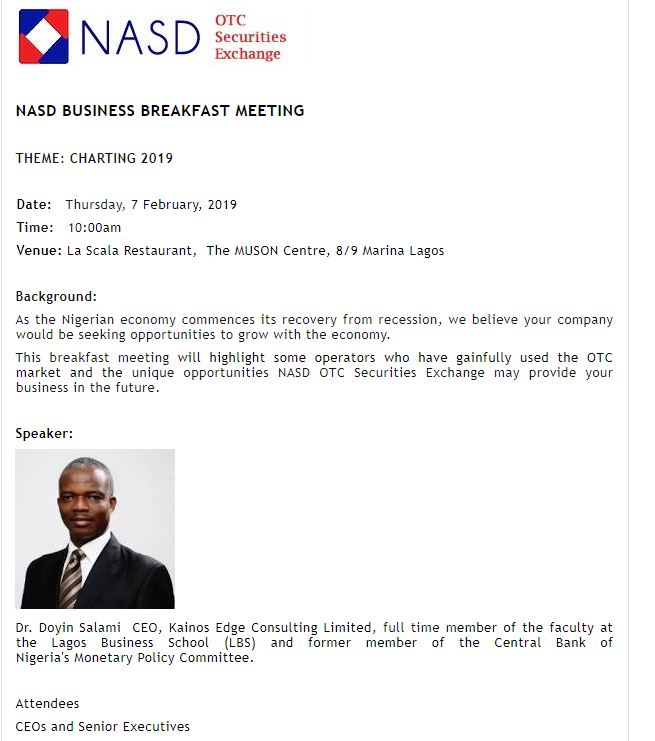 NASD
OTC
Securities
Exchange
NASD BUSINESS BREAKFAST MEETING
THEME: CHARTING 2019
Date: Thursday, 7 February, 2019
Time: 10:00am
Venue: La Scala Restaurant, The MUSON Centre, 8/9 Marina Lagos
Background:
As the Nigerian economy commences its recovery from recession, we believe your company
would be seeking opportunities to grow with the economy.
This breakfast meeting will highlight some operators who have gainfully used the OTC
market and the unique opportunities NASD OTC Securities Exchange may provide your
business in the future.
Speaker:
Dr. Doyin Salami CEO, Kainos Edge Consulting Limited, full time member of the faculty at
the Lagos Business School (LBS) and former member of the Central Bank of
Nigeria's Monetary Policy Committee.
Attendees
CEOs and Senior Executives